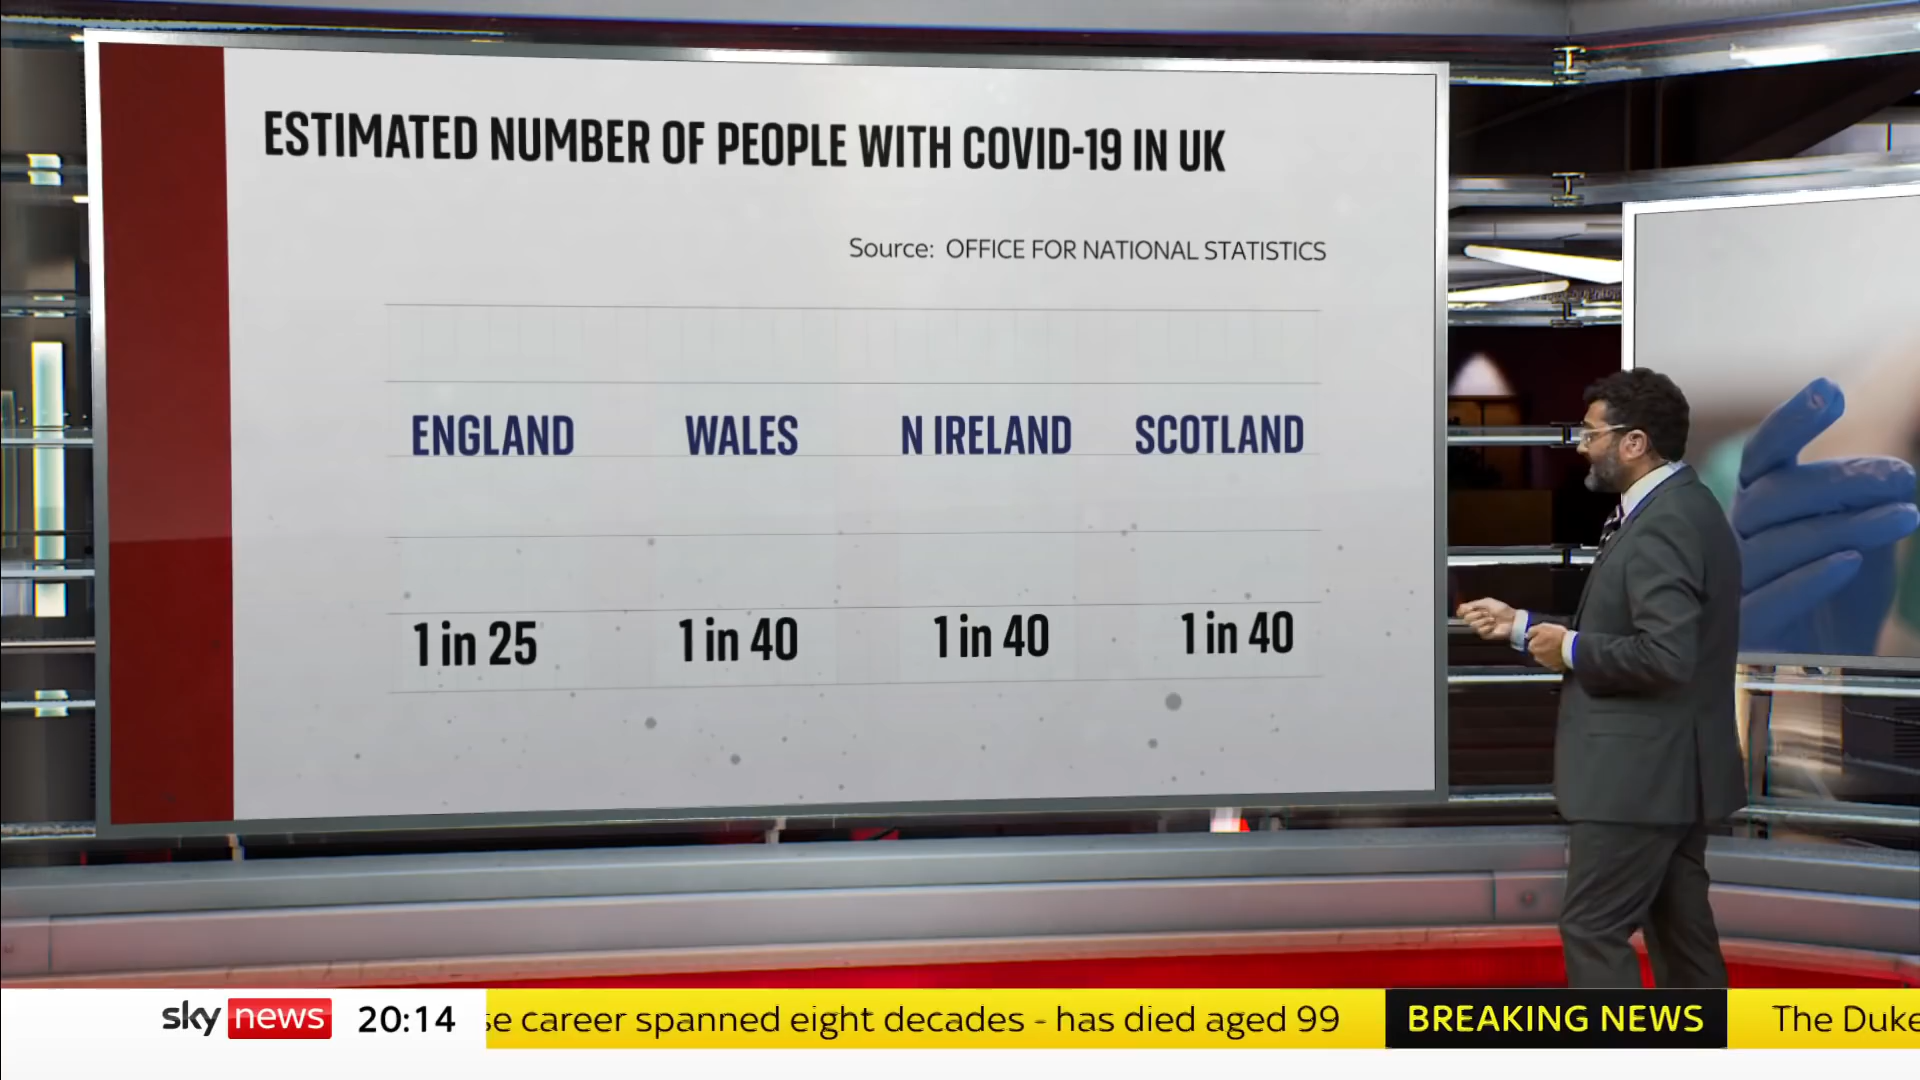 ESTIMATED NUMBER OF PEOPLE WITH COVID-19 IN UK
Source: OFFICE FOR NATIONAL STATISTICS
ENGLAND WALES N IRELAND SCOTLAND
1 in 25 1 in 40 1 in 40 1 in 40
sky news 20:14 se career spanned eight decades - has died aged 99 BREAKING NEWS The Duke